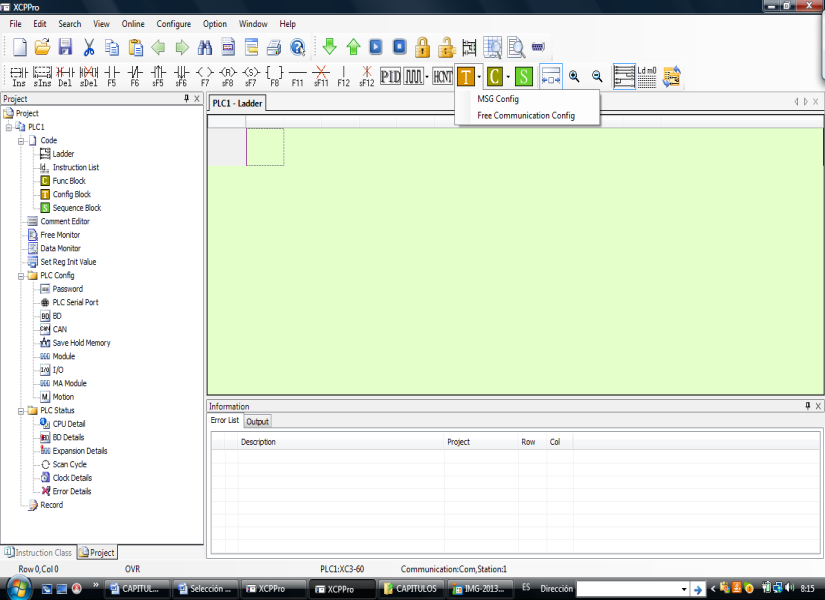 XCPPro
File Edit Search View Online Configure Option Window Help
Ins sIns Del sDel F5 F6 sF5 sF6 F7 sF8 sF7 F8 F11 F11 F12 sF12 PID HCNT T C S Ld m0
MSG Config
Free Communication Config
Project
PLC1 - Ladder
Project
PLC1
Code
Ladder
Instruction List
Func Block
Config Block
Sequence Block
Comment Editor
Free Monitor
Data Monitor
Set Reg Init Value
PLC Config
Password
PLC Serial Port
BD
CAN
Save Hold Memory
Module
I/O
MA Module
Motion
PLC Status
CPU Detail
BD Details
Expansion Details
Scan Cycle
Clock Details
Error Details
Record
Information
Error List Output
Description Project Row Col
Instruction Class Project
Row 0,Col 0 OVR PLC1:XC3-60 Communication:Com,Station:1
CAPITUL... Selección ... XCPPro XCPPro CAPITULOS IMG-2013... ES Dirección 8:15